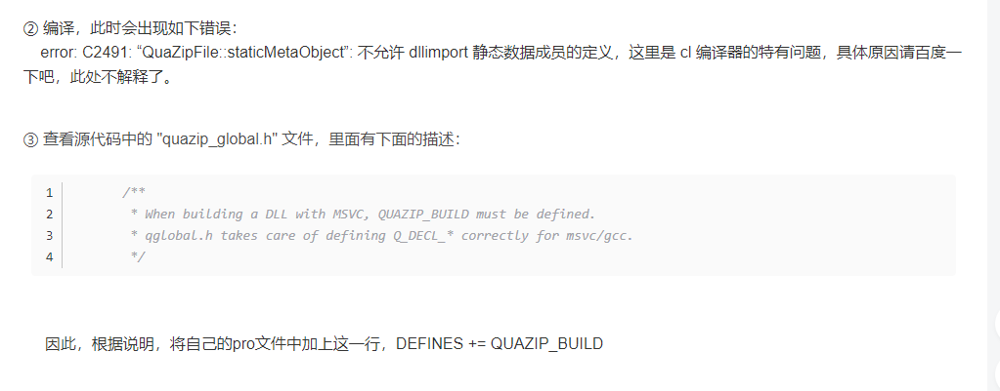 ② 编译，此时会出现如下错误：
error: C2491: “QuaZipFile::staticMetaObject”: 不允许 dllimport 静态数据成员的定义，这里是 cl 编译器的特有问题，具体原因请百度一
下吧，此处不解释了。
③ 查看源代码中的 "quazip_global.h" 文件，里面有下面的描述：
1 /**
2 * When building a DLL with MSVC, QUAZIP_BUILD must be defined.
3 * qglobal.h takes care of defining Q_DECL_* correctly for msvc/gcc.
4 */
因此，根据说明，将自己的pro文件中加上这一行，DEFINES += QUAZIP_BUILD